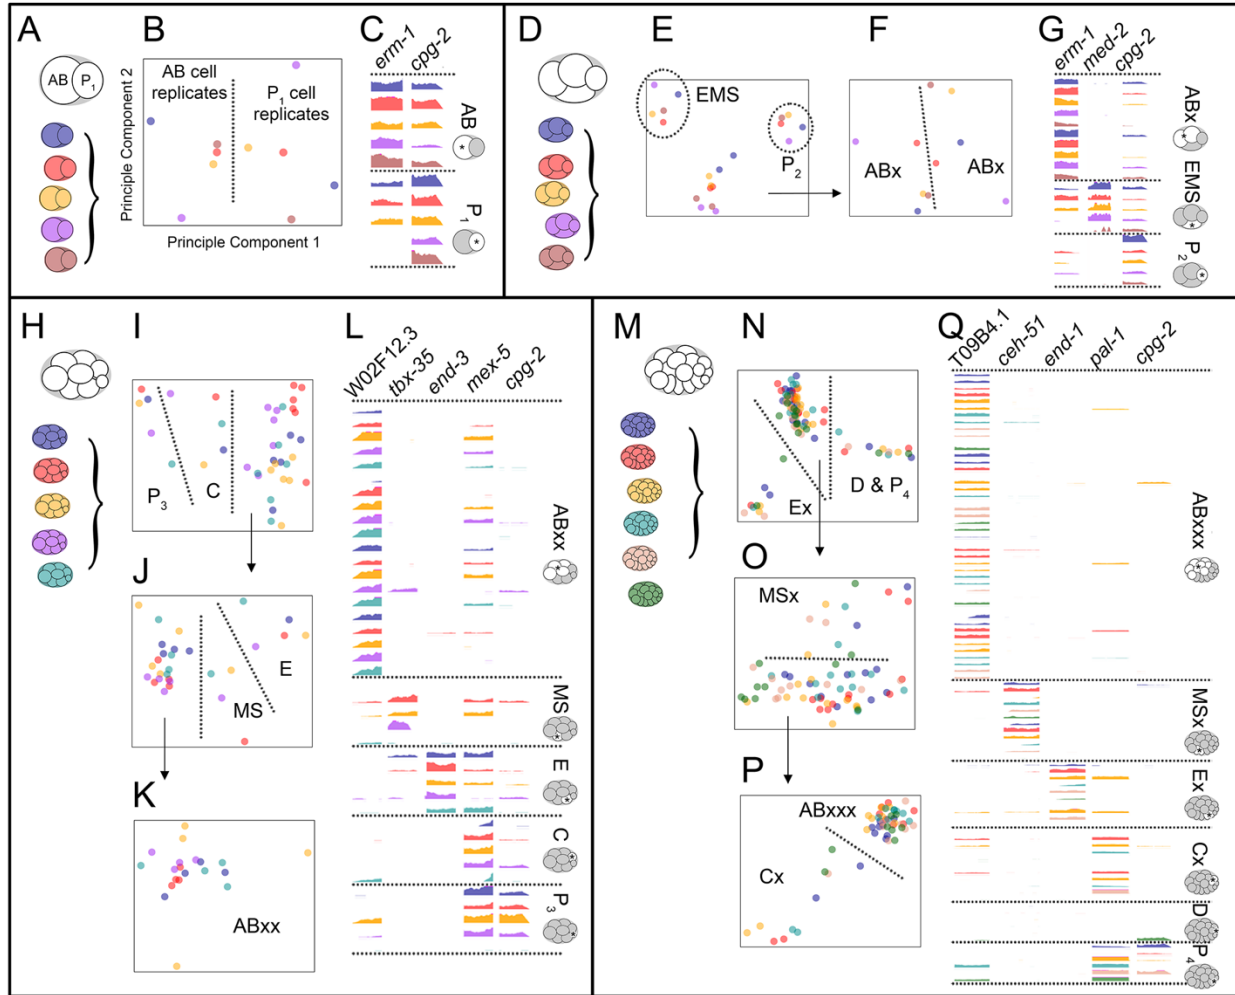 A
B
C
AB
P1
Principle Component 2
AB cell
replicates
P1 cell
replicates
Principle Component 1
erm-1
cpg-2
AB
*
P1
*
D
E
F
G
EMS
P2
ABx
ABx
erm-1
med-2
cpg-2
ABx
*
EMS
*
P2
*
H
I
J
K
L
P3
C
MS
E
ABxx
W02F12.3
tbx-35
end-3
mex-5
cpg-2
ABxx
*
MS
*
E
*
C
*
P3
*
M
N
O
P
Q
Ex
D & P4
MSx
ABxxx
Cx
T09B4.1
ceh-51
end-1
pal-1
cpg-2
ABxxx
*
MSx
*
Ex
*
Cx
*
D
*
P4
*